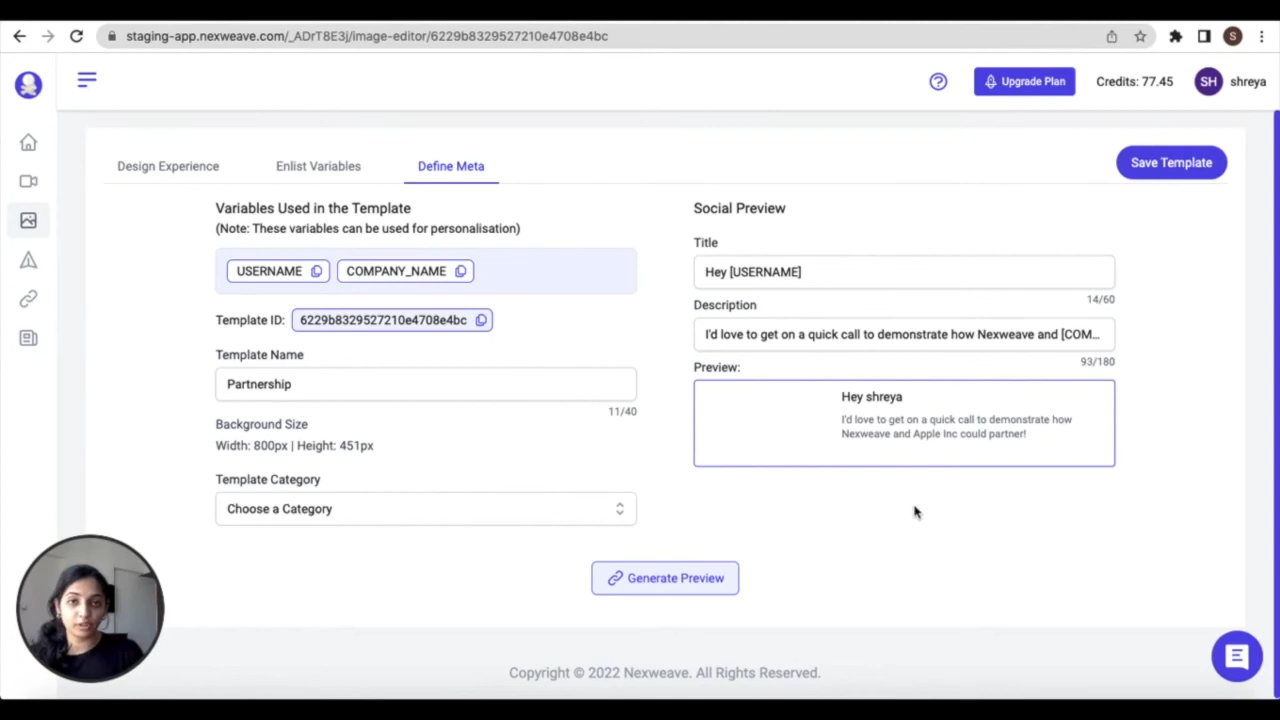 staging-app.nexweave.com/_ADrT8E3j/image-editor/6229b8329527210e4708e4bc
S
Upgrade Plan
Credits: 77.45
SH
shreya
Design Experience
Enlist Variables
Define Meta
Save Template
Variables Used in the Template
(Note: These variables can be used for personalisation)
USERNAME
COMPANY_NAME
Template ID:
6229b8329527210e4708e4bc
Template Name
Partnership
11/40
Background Size
Width: 800px | Height: 451px
Template Category
Choose a Category
Social Preview
Title
Hey [USERNAME]
14/60
Description
I'd love to get on a quick call to demonstrate how Nexweave and [COM...
93/180
Preview:
Hey shreya
I'd love to get on a quick call to demonstrate how
Nexweave and Apple Inc could partner!
Generate Preview
Copyright © 2022 Nexweave. All Rights Reserved.